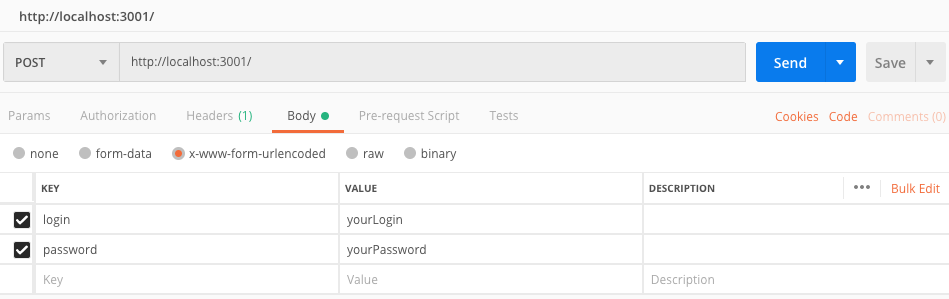 http://localhost:3001/
POST http://localhost:3001/ Send Save
Params Authorization Headers (1) Body Pre-request Script Tests Cookies Code Comments (0)
none form-data x-www-form-urlencoded raw binary
KEY VALUE DESCRIPTION ••• Bulk Edit
login yourLogin
password yourPassword
Key Value Description